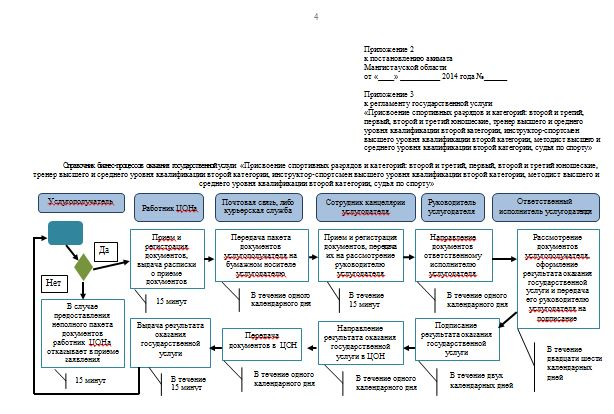 4
Приложение 2
к постановлению акимата
Мангистауской области
от «____» __________ 2014 года №______
Приложение 3
к регламенту государственной услуги
«Присвоение спортивных разрядов и категорий: второй и третий,
первый, второй и третий юношеские, тренер высшего и среднего
уровня квалификации второй категории, инструктор-спортсмен
высшего уровня квалификации второй категории, методист высшего и
среднего уровня квалификации второй категории, судья по спорту»
Справочник бизнес-процессов оказания государственной услуги «Присвоение спортивных разрядов и категорий: второй и третий, первый, второй и третий юношеские,
тренер высшего и среднего уровня квалификации второй категории, инструктор-спортсмен высшего уровня квалификации второй категории, методист высшего и
среднего уровня квалификации второй категории, судья по спорту»
Услугополучатель
Работник ЦОНа
Почтовая связь, либо
курьерская служба
Сотрудник канцелярии
услугодателя
Руководитель
услугодателя
Ответственный
исполнитель услугодателя
Да
Нет
Прием и
регистрация
документов,
выдача расписки
о приеме
документов
15 минут
Передача пакета
документов
услугополучателя на
бумажном носителе
услугодателю
В течение одного
календарного дня
Прием и регистрация
документов, передача
их на рассмотрение
руководителю
услугодателя
В течение
15 минут
Направление
документов
ответственному
исполнителю
услугодателя
В течение одного
календарного дня
Рассмотрение
документов
услугополучателя,
оформление
результата оказания
государственной
услуги и передача
его руководителю
услугодателя на
подписание
В течение
двадцати шести
календарных
дней
В случае
предоставления
неполного пакета
документов
работник ЦОНа
отказывает в приеме
заявления
15 минут
Выдача результата
оказания
государственной
услуги
В течение
15 минут
Передача
документов в ЦОН
В течение одного
календарного дня
Направление
результата оказания
государственной
услуги в ЦОН
В течение одного
календарного дня
Подписание
результата оказания
государственной
услуги
В течение двух
календарных дней